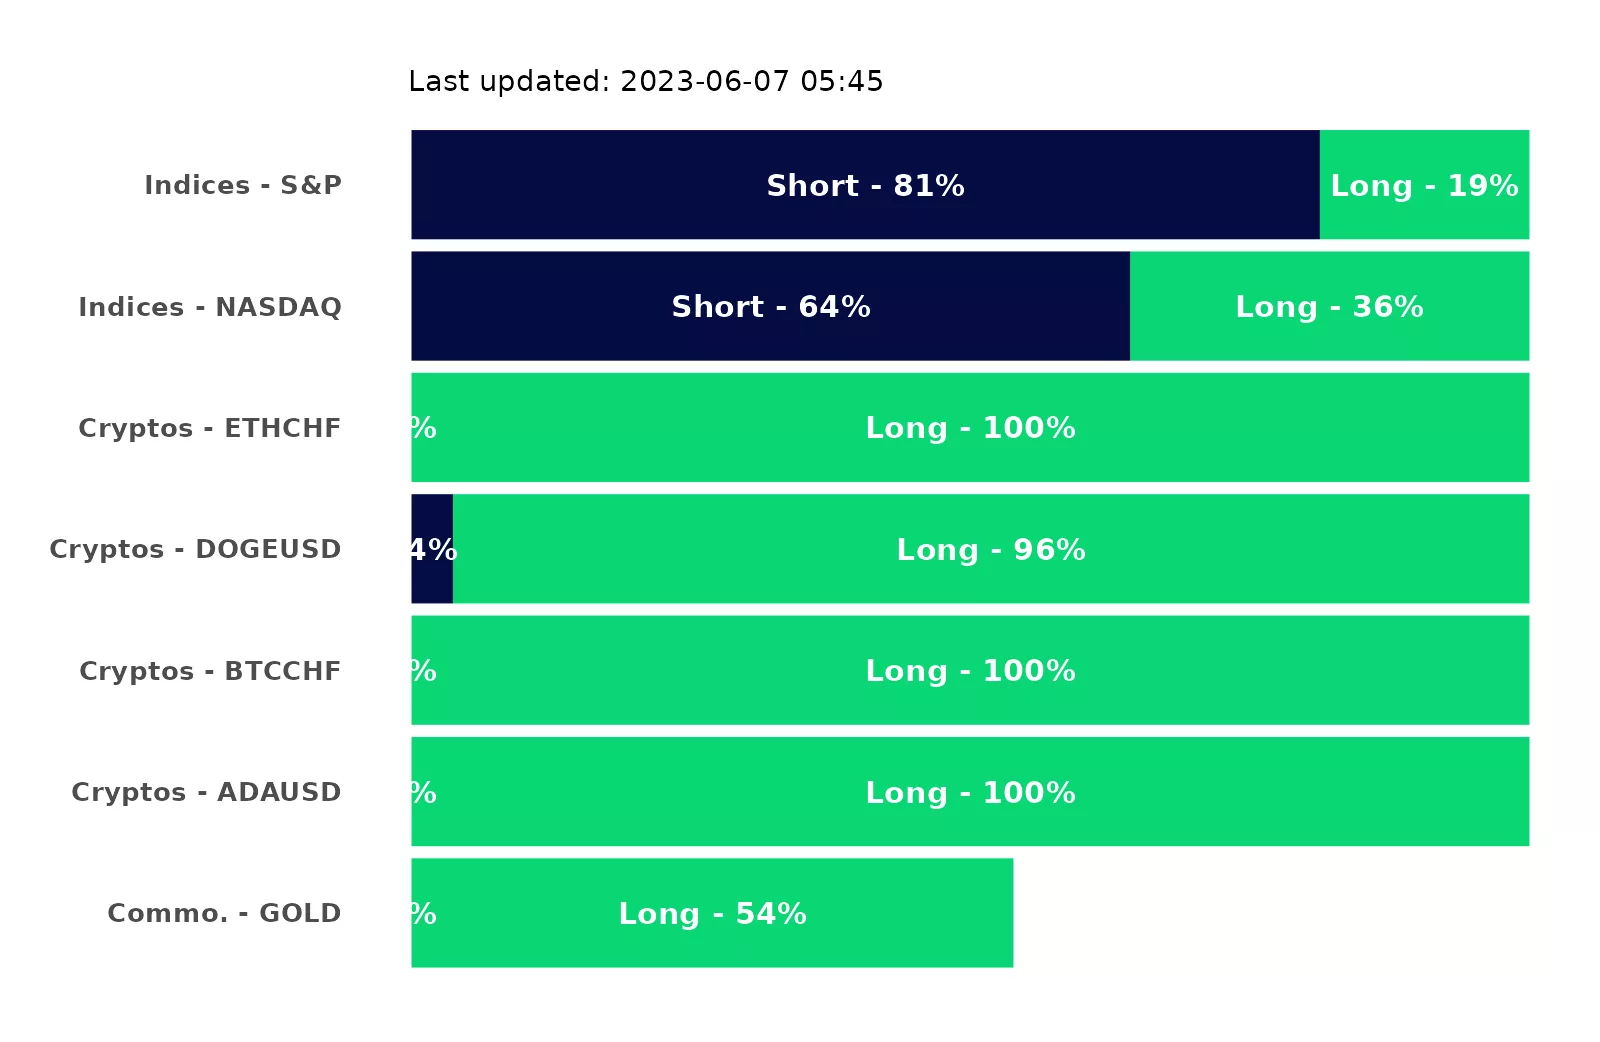 Last updated: 2023-06-07 05:45
Indices - S&P Short - 81% Long - 19%
Indices - NASDAQ Short - 64% Long - 36%
Cryptos - ETHCHF % Long - 100%
Cryptos - DOGEUSD 4% Long - 96%
Cryptos - BTCCHF % Long - 100%
Cryptos - ADAUSD % Long - 100%
Commo. - GOLD % Long - 54%